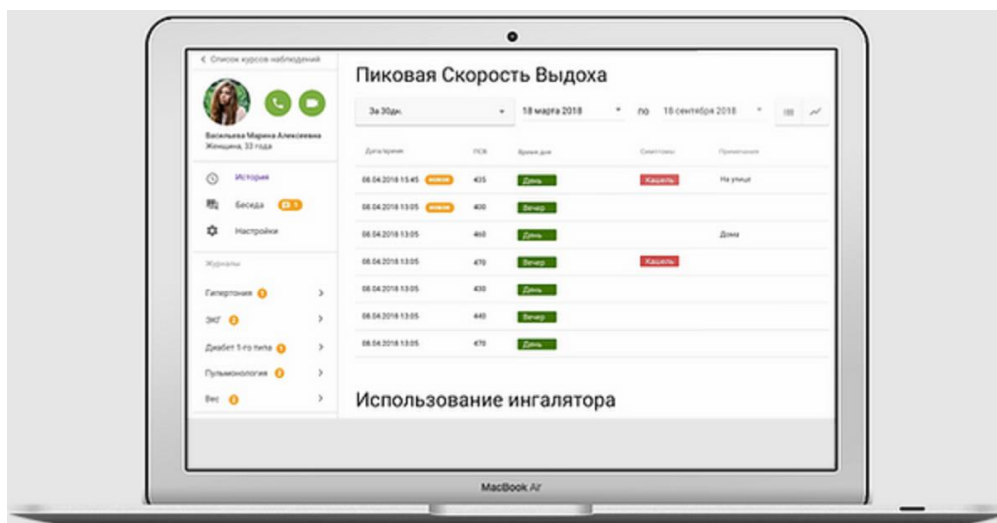 Список курсов наблюдений
Васильева Марина Алексеевна
Женщина, 33 года
История
Беседа 1
Настройки
Журналы
Гипертония 1
ЭКГ 2
Диабет 1-го типа
Пульмонология 2
Вес 2
Пиковая Скорость Выдоха
За 30дн. 18 марта 2018 по 18 сентября 2018
Дата/время ПСВ Время дня Симптомы Примечания
08.04.2018 15:45 435 День Кашель На улице
08.04.2018 13:05 400 Вечер
08.04.2018 13:05 460 День Дома
08.04.2018 13:05 470 Вечер Кашель
08.04.2018 13:05 430 День
08.04.2018 13:05 440 Вечер
08.04.2018 13:05 470 День
Использование ингалятора
MacBook Air